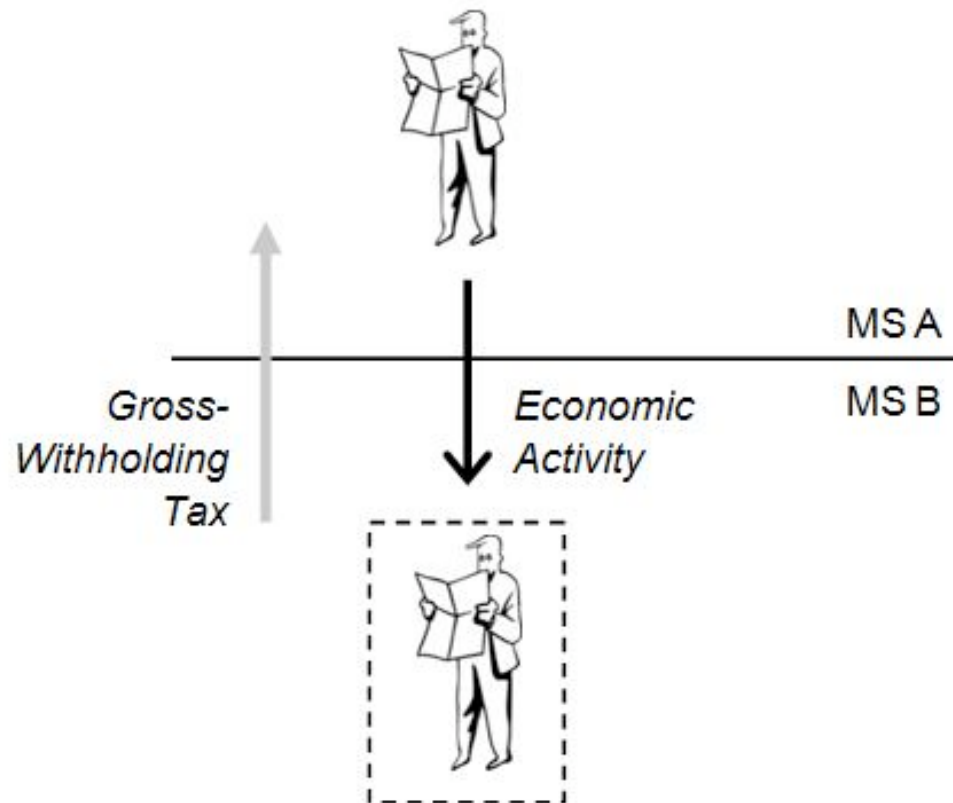 MS A
MS B
Gross-
Withholding
Tax
Economic
Activity